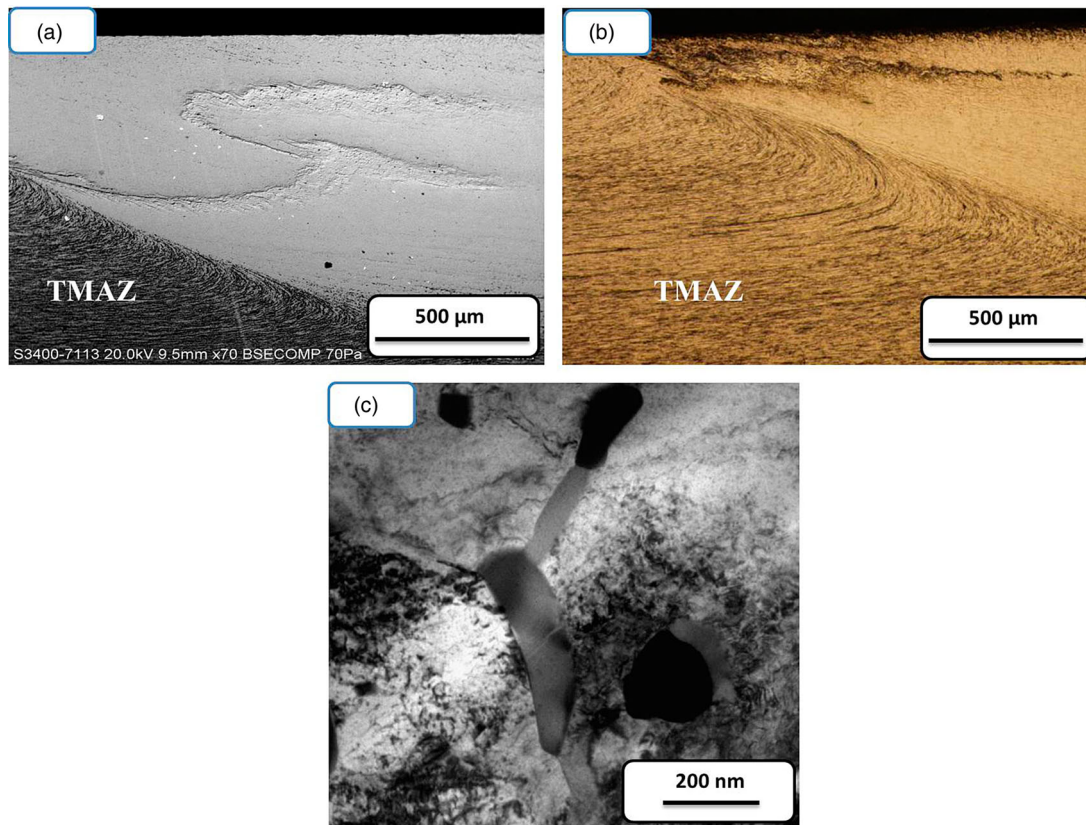 (a)
TMAZ
500 µm
S3400-7113 20.0kV 9.5mm x70 BSECOMP 70Pa
(b)
TMAZ
500 µm
(c)
200 nm